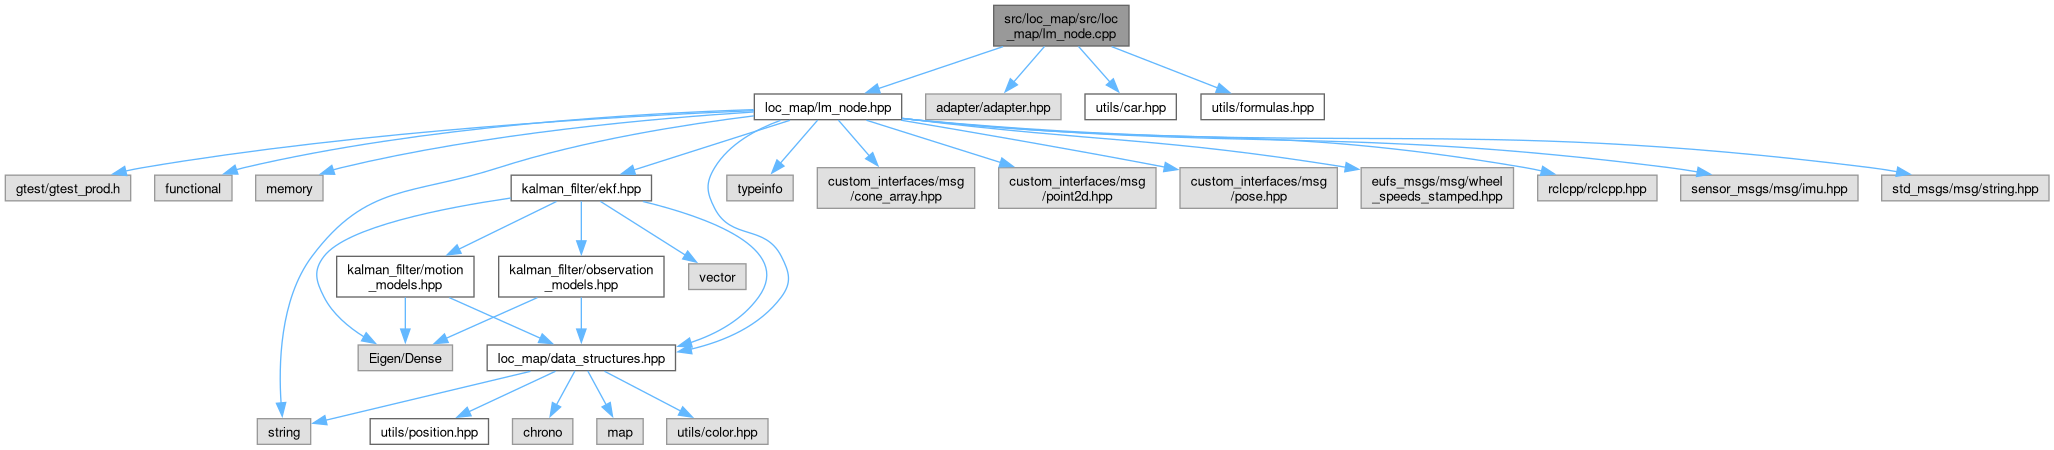 src/loc_map/src/loc
_map/lm_node.cpp
loc_map/lm_node.hpp
adapter/adapter.hpp
utils/car.hpp
utils/formulas.hpp
gtest/gtest_prod.h
functional
memory
kalman_filter/ekf.hpp
typeinfo
custom_interfaces/msg
/cone_array.hpp
custom_interfaces/msg
/point2d.hpp
custom_interfaces/msg
/pose.hpp
eufs_msgs/msg/wheel
_speeds_stamped.hpp
rclcpp/rclcpp.hpp
sensor_msgs/msg/imu.hpp
std_msgs/msg/string.hpp
kalman_filter/motion
_models.hpp
kalman_filter/observation
_models.hpp
vector
Eigen/Dense
loc_map/data_structures.hpp
string
utils/position.hpp
chrono
map
utils/color.hpp